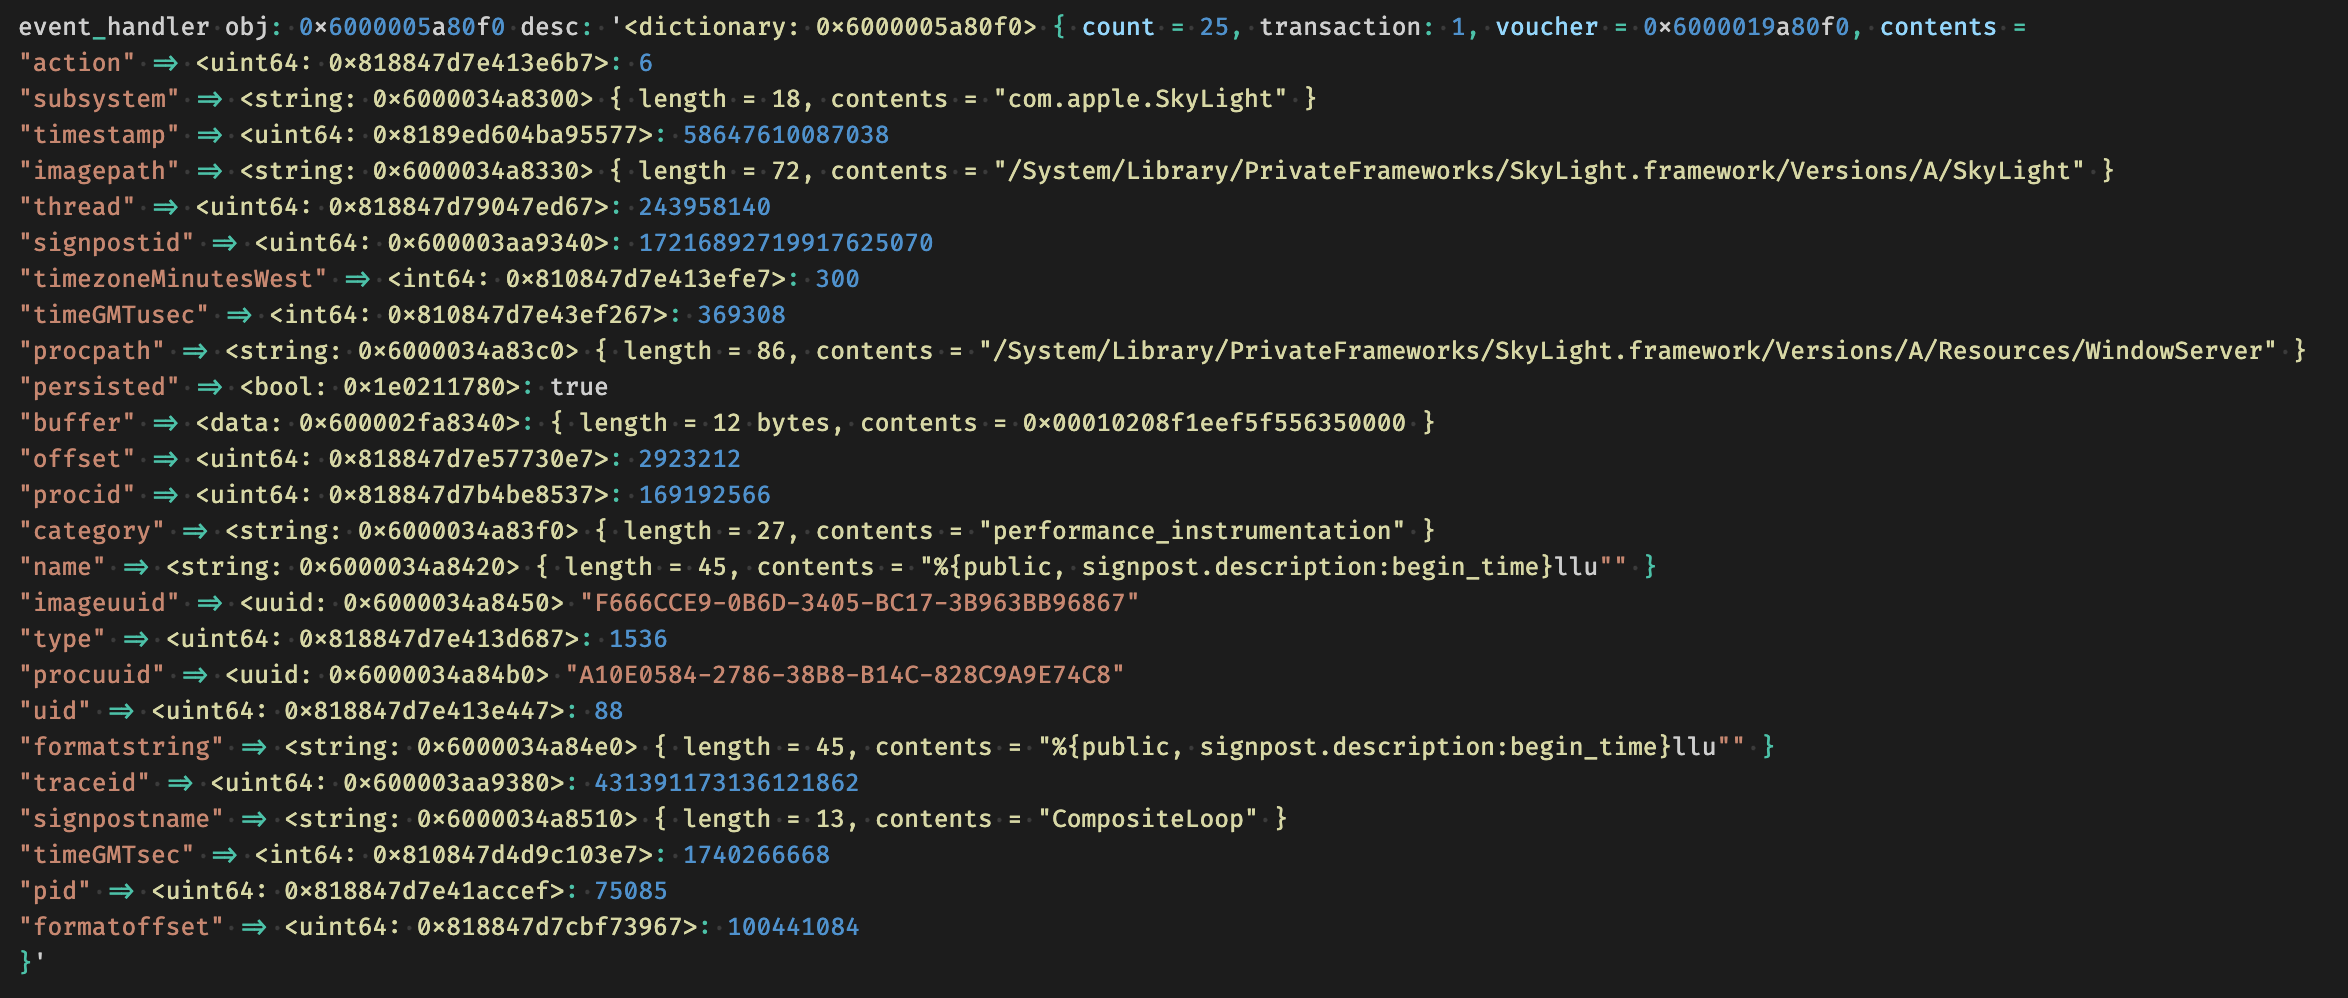 event_handler obj: 0x6000005a80f0 desc: '<dictionary: 0x6000005a80f0> { count = 25, transaction: 1, voucher = 0x6000019a80f0, contents =
"action" => <uint64: 0x818847d7e413e6b7>: 6
"subsystem" => <string: 0x6000034a8300> { length = 18, contents = "com.apple.SkyLight" }
"timestamp" => <uint64: 0x8189ed604ba95577>: 58647610087038
"imagepath" => <string: 0x6000034a8330> { length = 72, contents = "/System/Library/PrivateFrameworks/SkyLight.framework/Versions/A/SkyLight" }
"thread" => <uint64: 0x818847d79047ed67>: 243958140
"signpostid" => <uint64: 0x600003aa9340>: 17216892719917625070
"timezoneMinutesWest" => <int64: 0x810847d7e413efe7>: 300
"timeGMTusec" => <int64: 0x810847d7e43ef267>: 369308
"procpath" => <string: 0x6000034a83c0> { length = 86, contents = "/System/Library/PrivateFrameworks/SkyLight.framework/Versions/A/Resources/WindowServer" }
"persisted" => <bool: 0x1e0211780>: true
"buffer" => <data: 0x600002fa8340>: { length = 12 bytes, contents = 0x00010208f1eef5f556350000 }
"offset" => <uint64: 0x818847d7e57730e7>: 2923212
"procid" => <uint64: 0x818847d7b4be8537>: 169192566
"category" => <string: 0x6000034a83f0> { length = 27, contents = "performance_instrumentation" }
"name" => <string: 0x6000034a8420> { length = 45, contents = "%{public, signpost.description:begin_time}llu"" }
"imageuuid" => <uuid: 0x6000034a8450> "F666CCE9-0B6D-3405-BC17-3B963BB96867"
"type" => <uint64: 0x818847d7e413d687>: 1536
"procuuid" => <uuid: 0x6000034a84b0> "A10E0584-2786-38B8-B14C-828C9A9E74C8"
"uid" => <uint64: 0x818847d7e413e447>: 88
"formatstring" => <string: 0x6000034a84e0> { length = 45, contents = "%{public, signpost.description:begin_time}llu"" }
"traceid" => <uint64: 0x600003aa9380>: 431391173136121862
"signpostname" => <string: 0x6000034a8510> { length = 13, contents = "CompositeLoop" }
"timeGMTsec" => <int64: 0x810847d4d9c103e7>: 1740266668
"pid" => <uint64: 0x818847d7e41accef>: 75085
"formatoffset" => <uint64: 0x818847d7cbf73967>: 100441084
}'